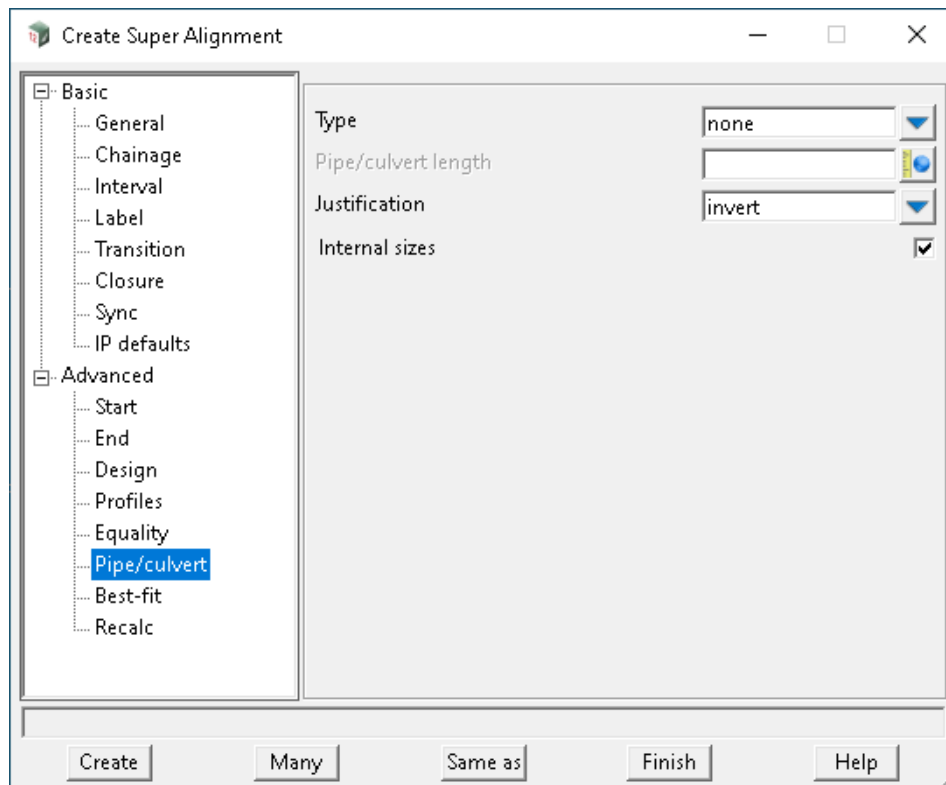 Create Super Alignment
Basic
General
Chainage
Interval
Label
Transition
Closure
Sync
IP defaults
Advanced
Start
End
Design
Profiles
Equality
Pipe/culvert
Best-fit
Recalc
Type none
Pipe/culvert length
Justification invert
Internal sizes
Create Many Same as Finish Help